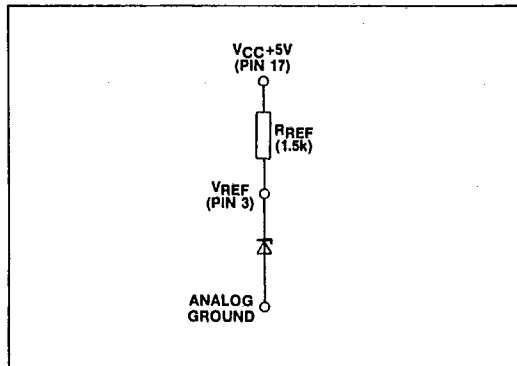 VCC+5V
(PIN 17)
RREF
(1.5k)
VREF
(PIN 3)
ANALOG
GROUND